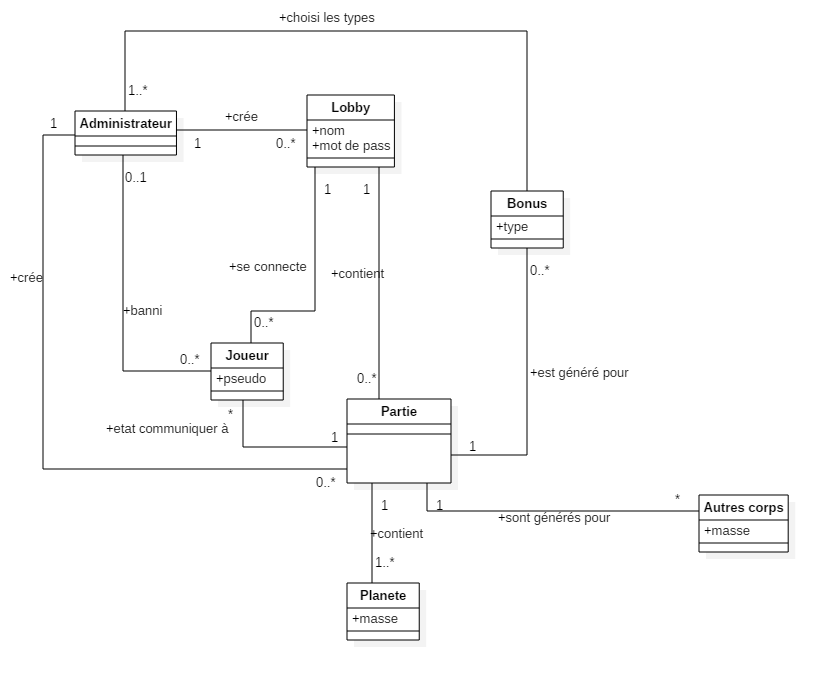 +choisi les types
1..*
1
Administrateur
+crée
1
0..*
Lobby
+nom
+mot de pass
0..1
1
1
Bonus
+type
0..*
+crée
+se connecte
+contient
+banni
0..*
0..*
Joueur
+pseudo
0..*
+est généré pour
*
+etat communiquer à
1
Partie
1
0..*
1
1
*
+sont générés pour
Autres corps
+masse
+contient
1..*
Planete
+masse